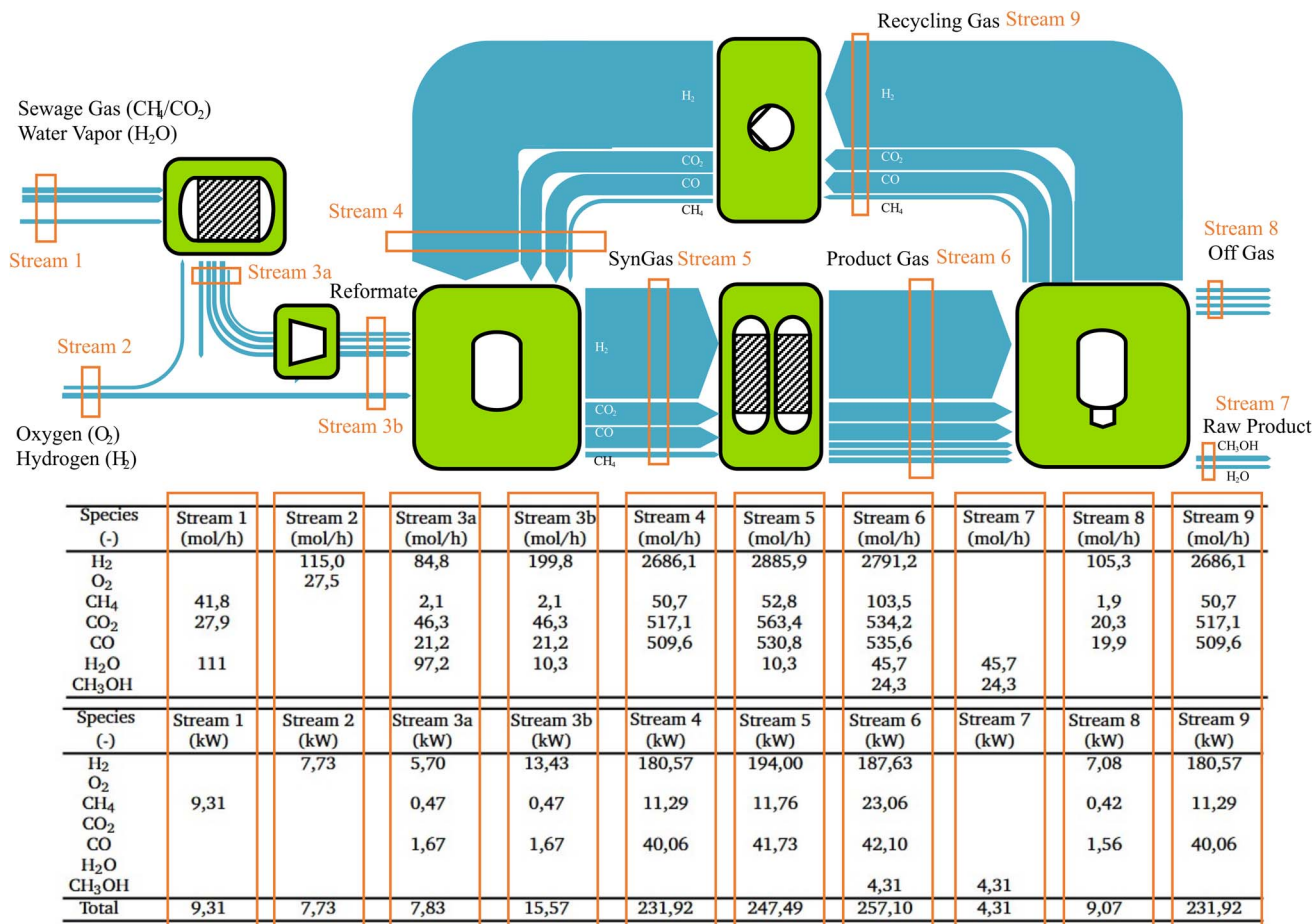 Recycling Gas Stream 9
Sewage Gas (CH4/CO2)
Water Vapor (H2O)
H2
H2
CO2
CO2
CO
CO
CH4
CH4
Stream 4
Stream 8
Off Gas
Stream 1
Stream 3a
SynGas Stream 5
Product Gas Stream 6
Reformate
Stream 2
H2
Stream 3b
CO2
CO
CH4
Stream 7
Raw Product
CH3OH
H2O
Oxygen (O2)
Hydrogen (H2)
Species Stream 1 Stream 2 Stream 3a Stream 3b Stream 4 Stream 5 Stream 6 Stream 7 Stream 8 Stream 9
(-) (mol/h) (mol/h) (mol/h) (mol/h) (mol/h) (mol/h) (mol/h) (mol/h) (mol/h) (mol/h)
H2 115,0 84,8 199,8 2686,1 2885,9 2791,2 105,3 2686,1
O2 27,5
CH4 41,8 2,1 2,1 50,7 52,8 103,5 1,9 50,7
CO2 27,9 46,3 46,3 517,1 563,4 534,2 20,3 517,1
CO 21,2 21,2 509,6 530,8 535,6 19,9 509,6
H2O 111 97,2 10,3 10,3 45,7 45,7
CH3OH 24,3 24,3
Species Stream 1 Stream 2 Stream 3a Stream 3b Stream 4 Stream 5 Stream 6 Stream 7 Stream 8 Stream 9
(-) (kW) (kW) (kW) (kW) (kW) (kW) (kW) (kW) (kW) (kW)
H2 7,73 5,70 13,43 180,57 194,00 187,63 7,08 180,57
O2
CH4 9,31 0,47 0,47 11,29 11,76 23,06 0,42 11,29
CO2
CO 1,67 1,67 40,06 41,73 42,10 1,56 40,06
H2O
CH3OH 4,31 4,31
Total 9,31 7,73 7,83 15,57 231,92 247,49 257,10 4,31 9,07 231,92